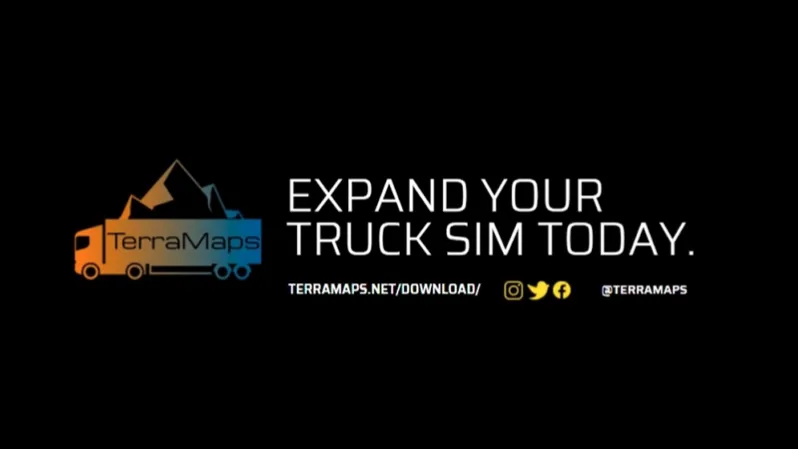 TerraMaps
EXPAND YOUR
TRUCK SIM TODAY.
TERRAMAPS.NET/DOWNLOAD/
@TERRAMAPS